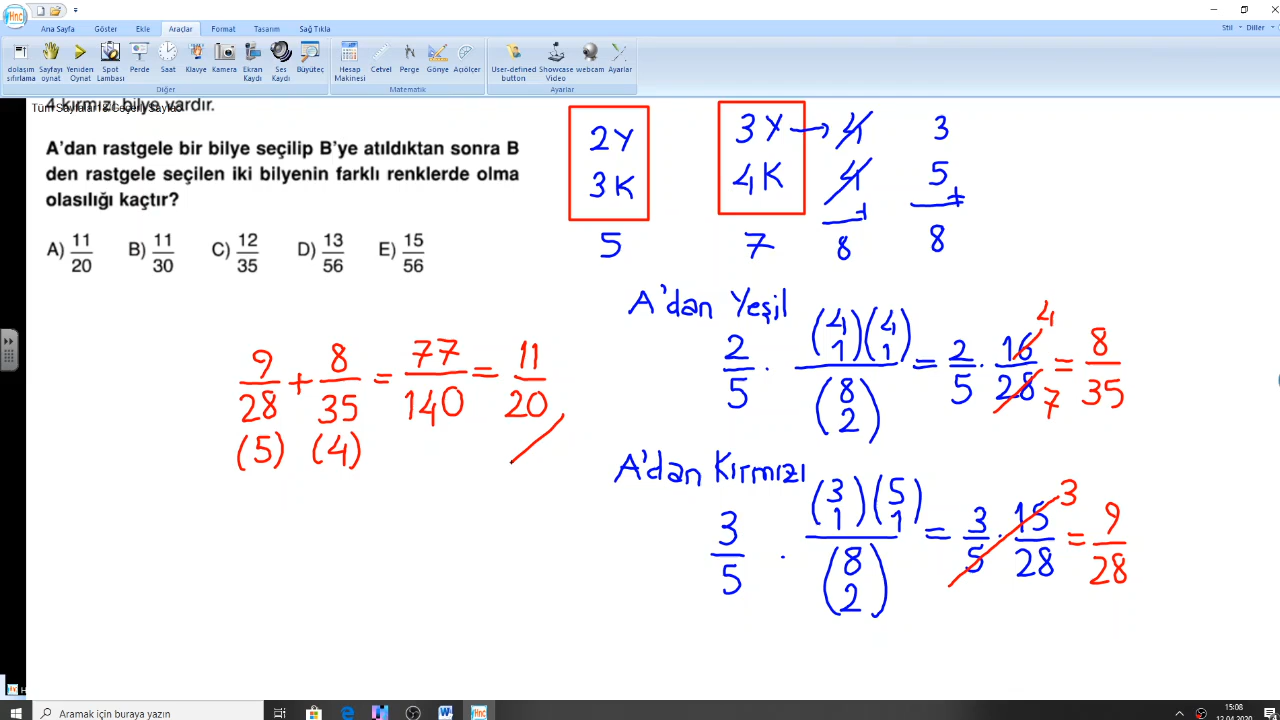 Hnc
Stil Diller
Ana Sayfa Göster Ekle Araçlar Format Tasarım Sağ Tıkla
dolaşım sıfırlama
Sayfayı oynat
Yeniden Oynat
Spot Lambası
Perde
Saat
Klavye
Kamera
Ekran Kaydı
Ses Kaydı
Büyüteç
Hesap Makinesi
Cetvel
Perge
Gönye
Açıölçer
User-defined button
Showcase Video
webcam
Ayarlar
Diğer Matematik Ayarlar
4 kırmızı bilye vardır.
A'dan rastgele bir bilye seçilip B'ye atıldıktan sonra B
den rastgele seçilen iki bilyenin farklı renklerde olma
olasılığı kaçtır?
A) 11/20 B) 11/30 C) 12/35 D) 13/56 E) 15/56
2Y
3K
5
3Y → 4 3
4K 4 5 +
7 8 8
A'dan Yeşil
2/5 · (4 1)(4 1)/(8 2) = 2/5 · 16/28 = 8/35
4
7
A'dan Kırmızı
3/5 · (3 1)(5 1)/(8 2) = 3/5 · 15/28 = 9/28
3
9/28 + 8/35 = 77/140 = 11/20
(5) (4)
Aramak için buraya yazın
15:08
12.04.2020